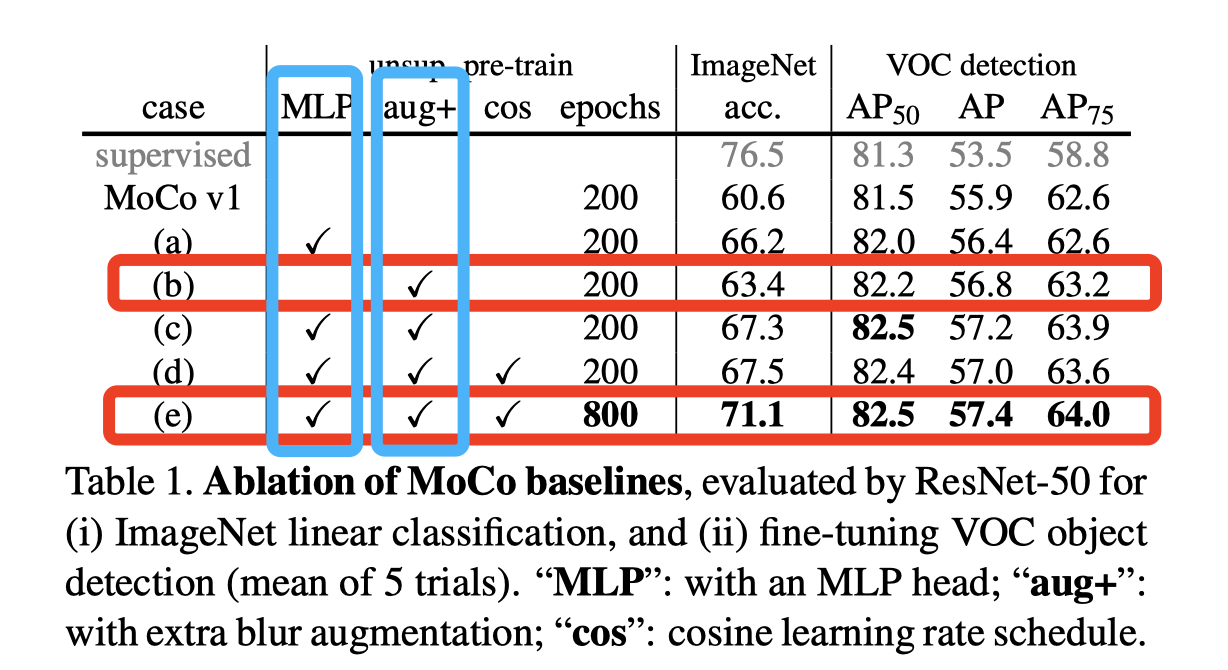 unsup. pre-train ImageNet VOC detection
case MLP aug+ cos epochs acc. AP50 AP AP75
supervised 76.5 81.3 53.5 58.8
MoCo v1 200 60.6 81.5 55.9 62.6
(a) ✓ 200 66.2 82.0 56.4 62.6
(b) ✓ 200 63.4 82.2 56.8 63.2
(c) ✓ ✓ 200 67.3 82.5 57.2 63.9
(d) ✓ ✓ ✓ 200 67.5 82.4 57.0 63.6
(e) ✓ ✓ ✓ 800 71.1 82.5 57.4 64.0
Table 1. Ablation of MoCo baselines, evaluated by ResNet-50 for
(i) ImageNet linear classification, and (ii) fine-tuning VOC object
detection (mean of 5 trials). “MLP”: with an MLP head; “aug+”:
with extra blur augmentation; “cos”: cosine learning rate schedule.